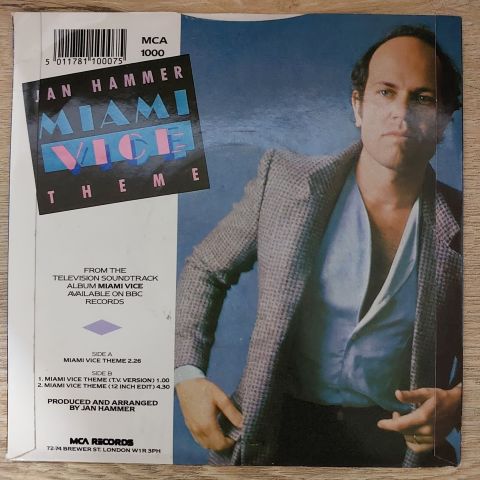 MCA
1000
5 011781 100075
JAN HAMMER
MIAMI
VICE
THEME
FROM THE
TELEVISION SOUNDTRACK
ALBUM MIAMI VICE
AVAILABLE ON BBC
RECORDS
SIDE A
MIAMI VICE THEME 2.26
SIDE B
1. MIAMI VICE THEME (T.V. VERSION) 1.00
2. MIAMI VICE THEME (12 INCH EDIT) 4.30
PRODUCED AND ARRANGED
BY JAN HAMMER
MCA RECORDS
72-74 BREWER ST. LONDON W1R 3PH